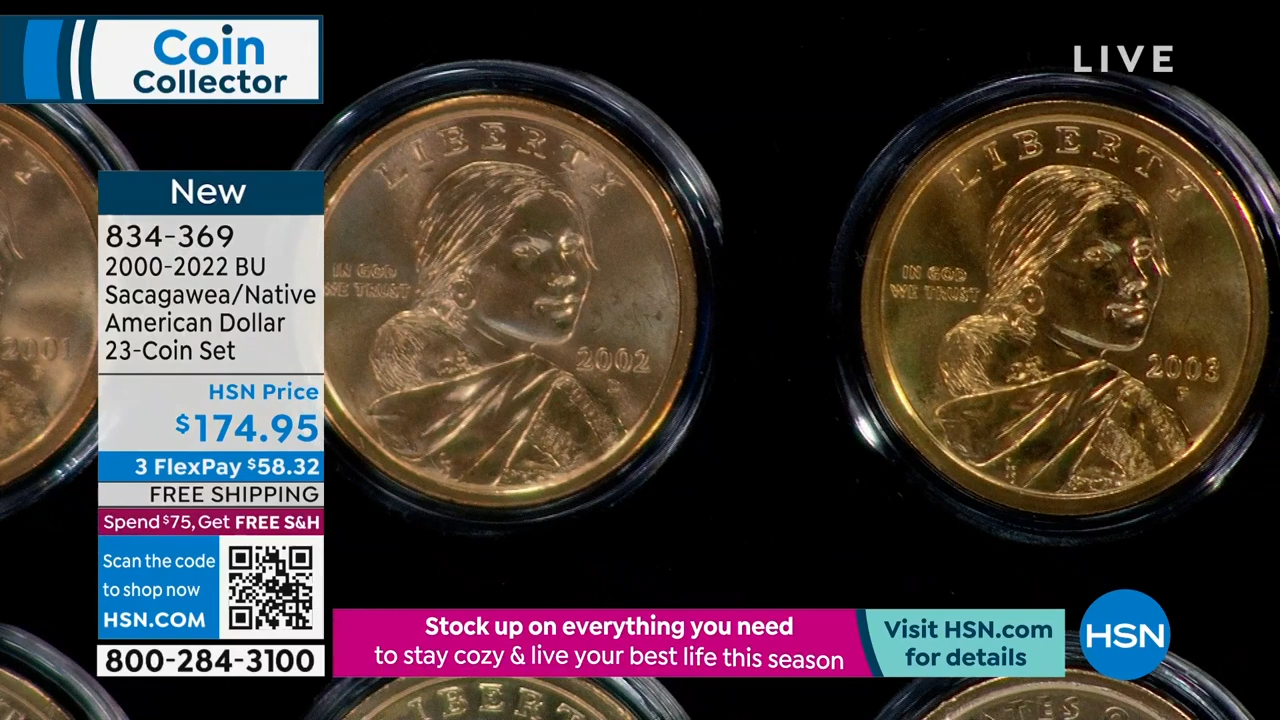 Coin
Collector
LIVE
New
834-369
2000-2022 BU
Sacagawea/Native
American Dollar
23-Coin Set
HSN Price
$174.95
3 FlexPay $58.32
FREE SHIPPING
Spend $75, Get FREE S&H
Scan the code
to shop now
HSN.COM
800-284-3100
2001
LIBERTY
IN GOD
WE TRUST
2002
LIBERTY
IN GOD
WE TRUST
2003
P
LIBERTY
Stock up on everything you need
to stay cozy & live your best life this season
Visit HSN.com
for details
HSN